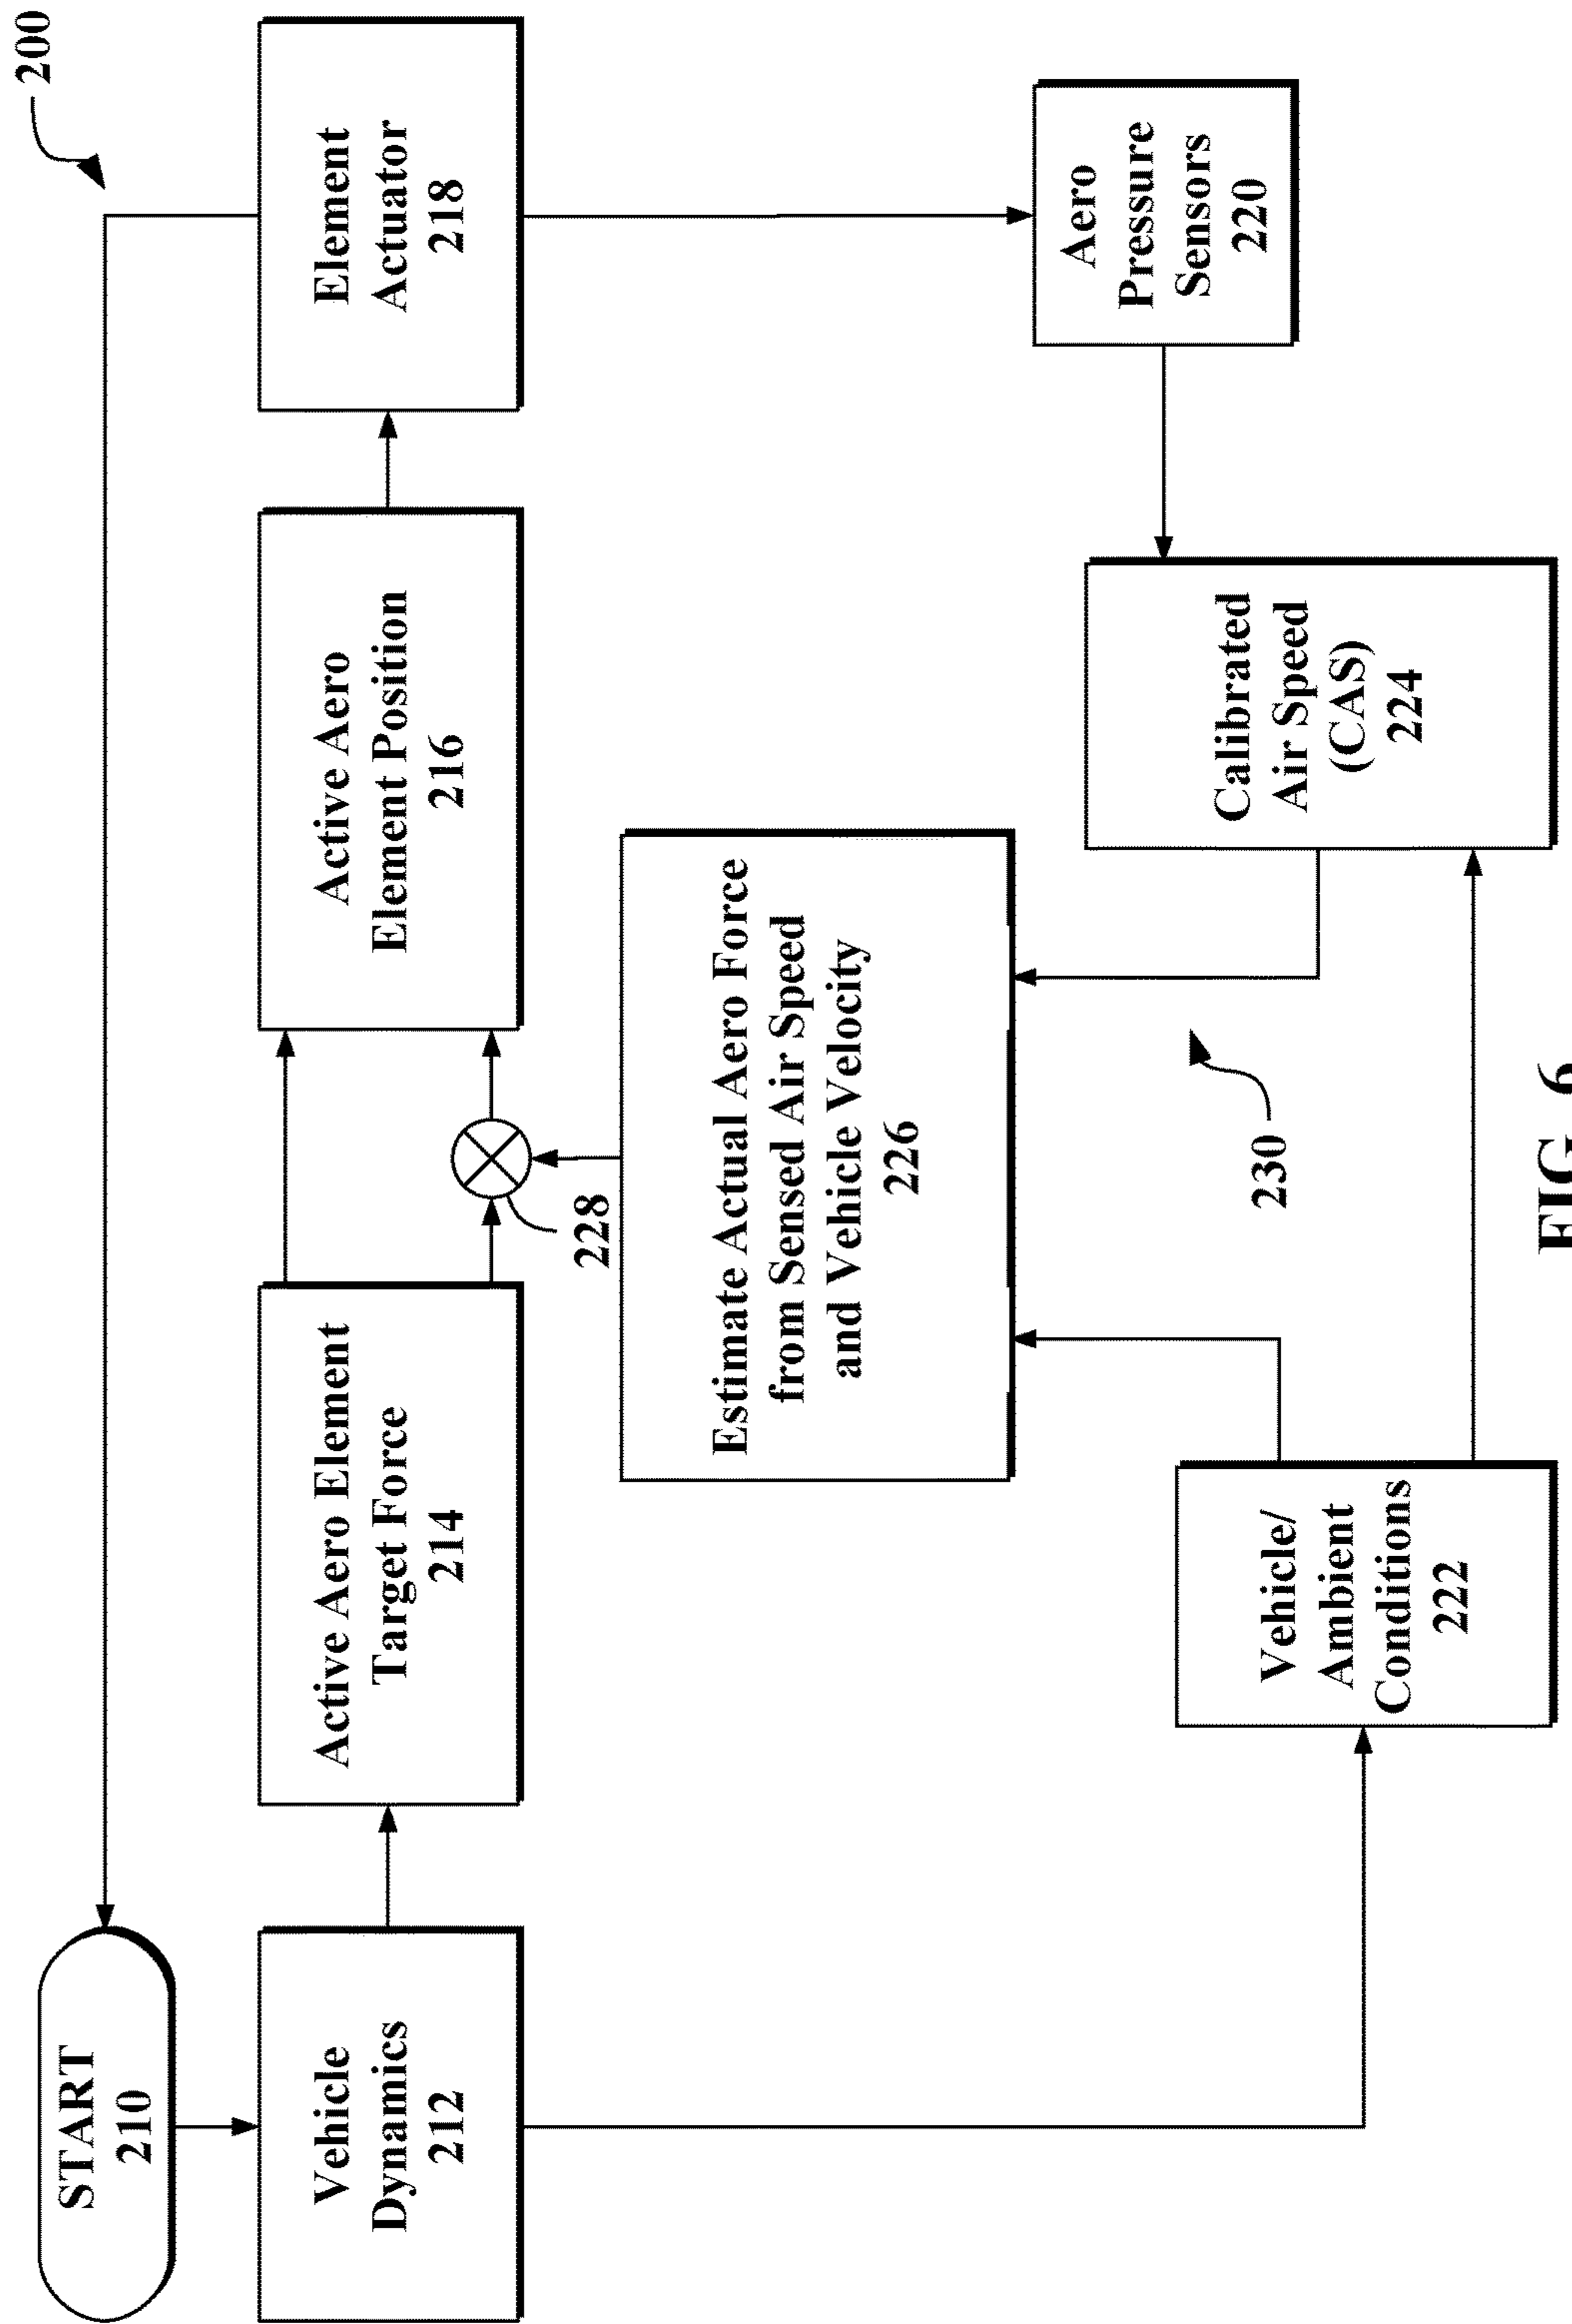 200
START
210
Vehicle
Dynamics
212
Active Aero Element
Target Force
214
Active Aero
Element Position
216
Element
Actuator
218
228
Estimate Actual Aero Force
from Sensed Air Speed
and Vehicle Velocity
226
Aero
Pressure
Sensors
220
230
Vehicle/
Ambient
Conditions
222
Calibrated
Air Speed
(CAS)
224
FIG. 6